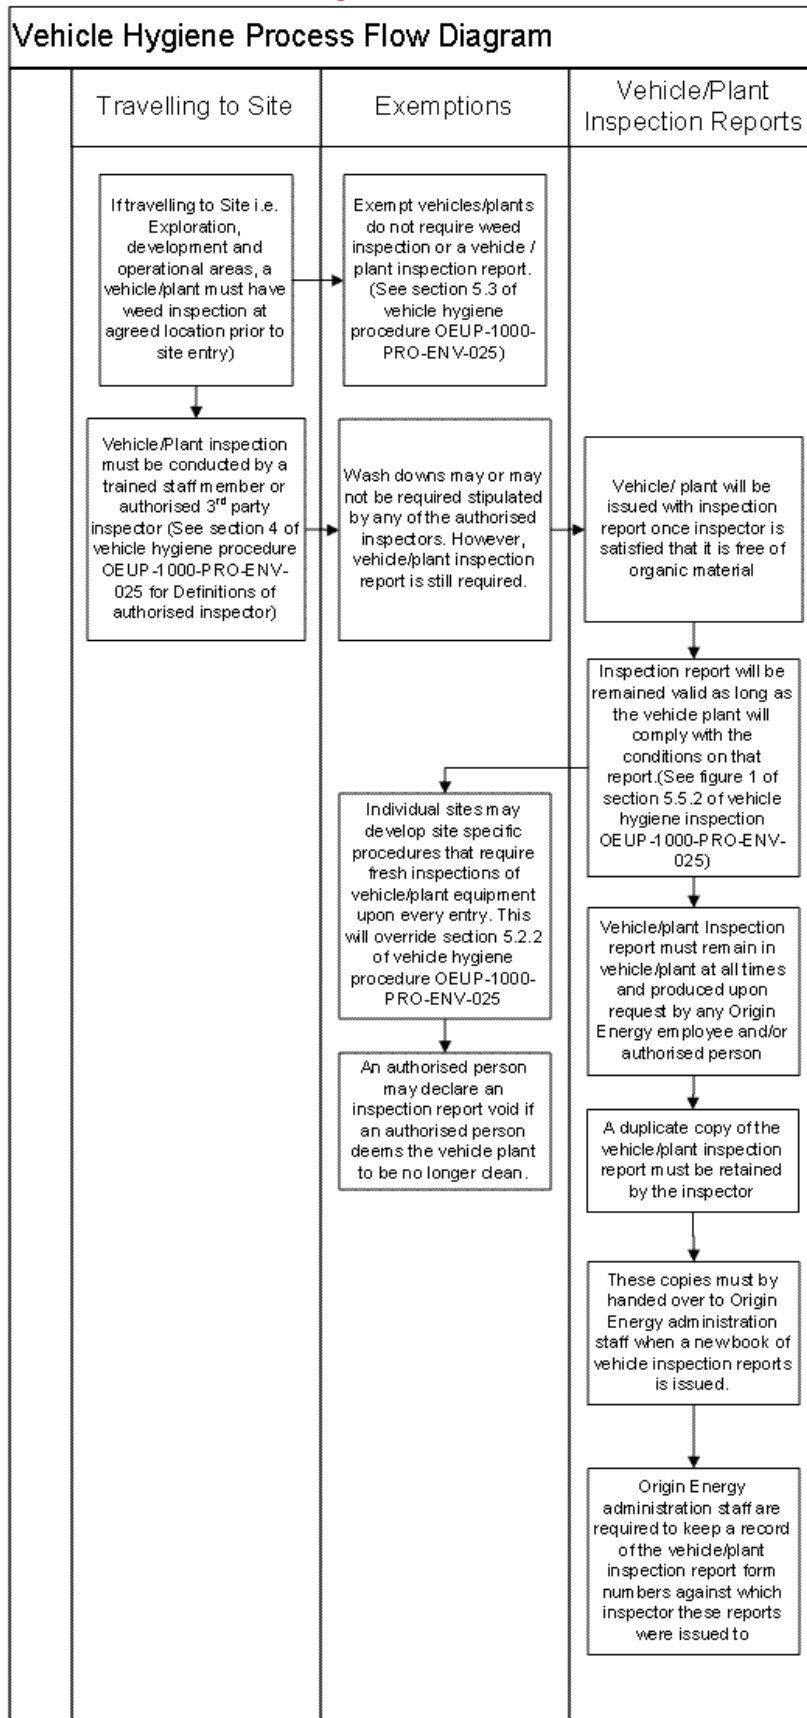 Vehicle Hygiene Process Flow Diagram
Travelling to Site
Exemptions
Vehicle/Plant
Inspection Reports
If travelling to Site i.e.
Exploration,
development and
operational areas, a
vehicle/plant must have
weed inspection at
agreed location prior to
site entry)
Exempt vehicles/plants
do not require weed
inspection or a vehicle /
plant inspection report.
(See section 5.3 of
vehicle hygiene
procedure OEUP-1000-
PRO-ENV-025)
Vehicle/Plant inspection
must be conducted by a
trained staff member or
authorised 3rd party
inspector (See section 4 of
vehicle hygiene procedure
OEUP-1000-PRO-ENV-
025 for Definitions of
authorised inspector)
Wash downs may or may
not be required stipulated
by any of the authorised
inspectors. However,
vehicle/plant inspection
report is still required.
Vehicle/ plant will be
issued with inspection
report once inspector is
satisfied that it is free of
organic material
Inspection report will be
remained valid as long as
the vehicle plant will
comply with the
conditions on that
report.(See figure 1 of
section 5.5.2 of vehicle
hygiene inspection
OEUP-1000-PRO-ENV-
025)
Individual sites may
develop site specific
procedures that require
fresh inspections of
vehicle/plant equipment
upon every entry. This
will override section 5.2.2
of vehicle hygiene
procedure OEUP-1000-
PRO-ENV-025
Vehicle/plant Inspection
report must remain in
vehicle/plant at all times
and produced upon
request by any Origin
Energy employee and/or
authorised person
An authorised person
may declare an
inspection report void if
an authorised person
deems the vehicle plant
to be no longer clean.
A duplicate copy of the
vehicle/plant inspection
report must be retained
by the inspector
These copies must by
handed over to Origin
Energy administration
staff when a new book of
vehicle inspection reports
is issued.
Origin Energy
administration staff are
required to keep a record
of the vehicle/plant
inspection report form
numbers against which
inspector these reports
were issued to